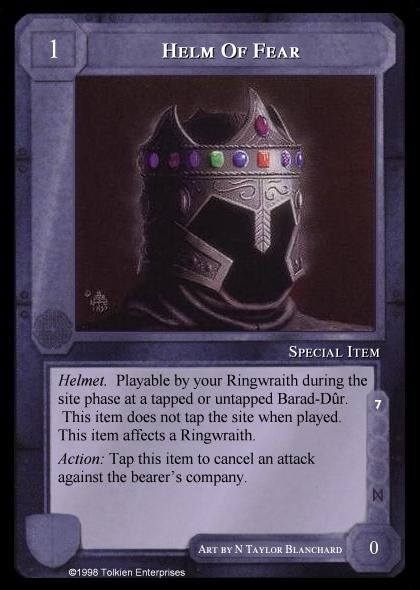 1
HELM OF FEAR
SPECIAL ITEM
Helmet. Playable by your Ringwraith during the
site phase at a tapped or untapped Barad-Dûr.
This item does not tap the site when played.
This item affects a Ringwraith.
7
Action: Tap this item to cancel an attack
against the bearer's company.
ART BY N TAYLOR BLANCHARD
0
©1998 Tolkien Enterprises